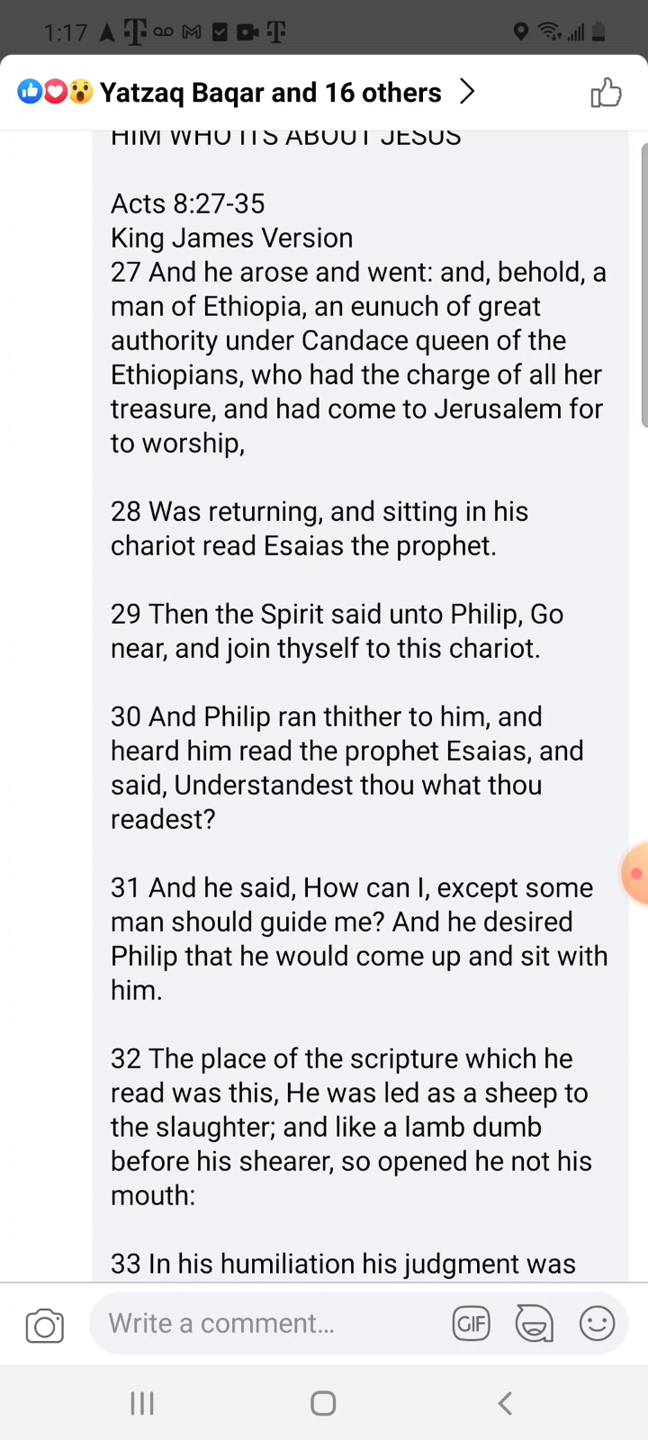 1:17
Yatzaq Baqar and 16 others
HIM WHO ITS ABOUT JESUS
Acts 8:27-35
King James Version
27 And he arose and went: and, behold, a
man of Ethiopia, an eunuch of great
authority under Candace queen of the
Ethiopians, who had the charge of all her
treasure, and had come to Jerusalem for
to worship,
28 Was returning, and sitting in his
chariot read Esaias the prophet.
29 Then the Spirit said unto Philip, Go
near, and join thyself to this chariot.
30 And Philip ran thither to him, and
heard him read the prophet Esaias, and
said, Understandest thou what thou
readest?
31 And he said, How can I, except some
man should guide me? And he desired
Philip that he would come up and sit with
him.
32 The place of the scripture which he
read was this, He was led as a sheep to
the slaughter; and like a lamb dumb
before his shearer, so opened he not his
mouth:
33 In his humiliation his judgment was
Write a comment...
GIF